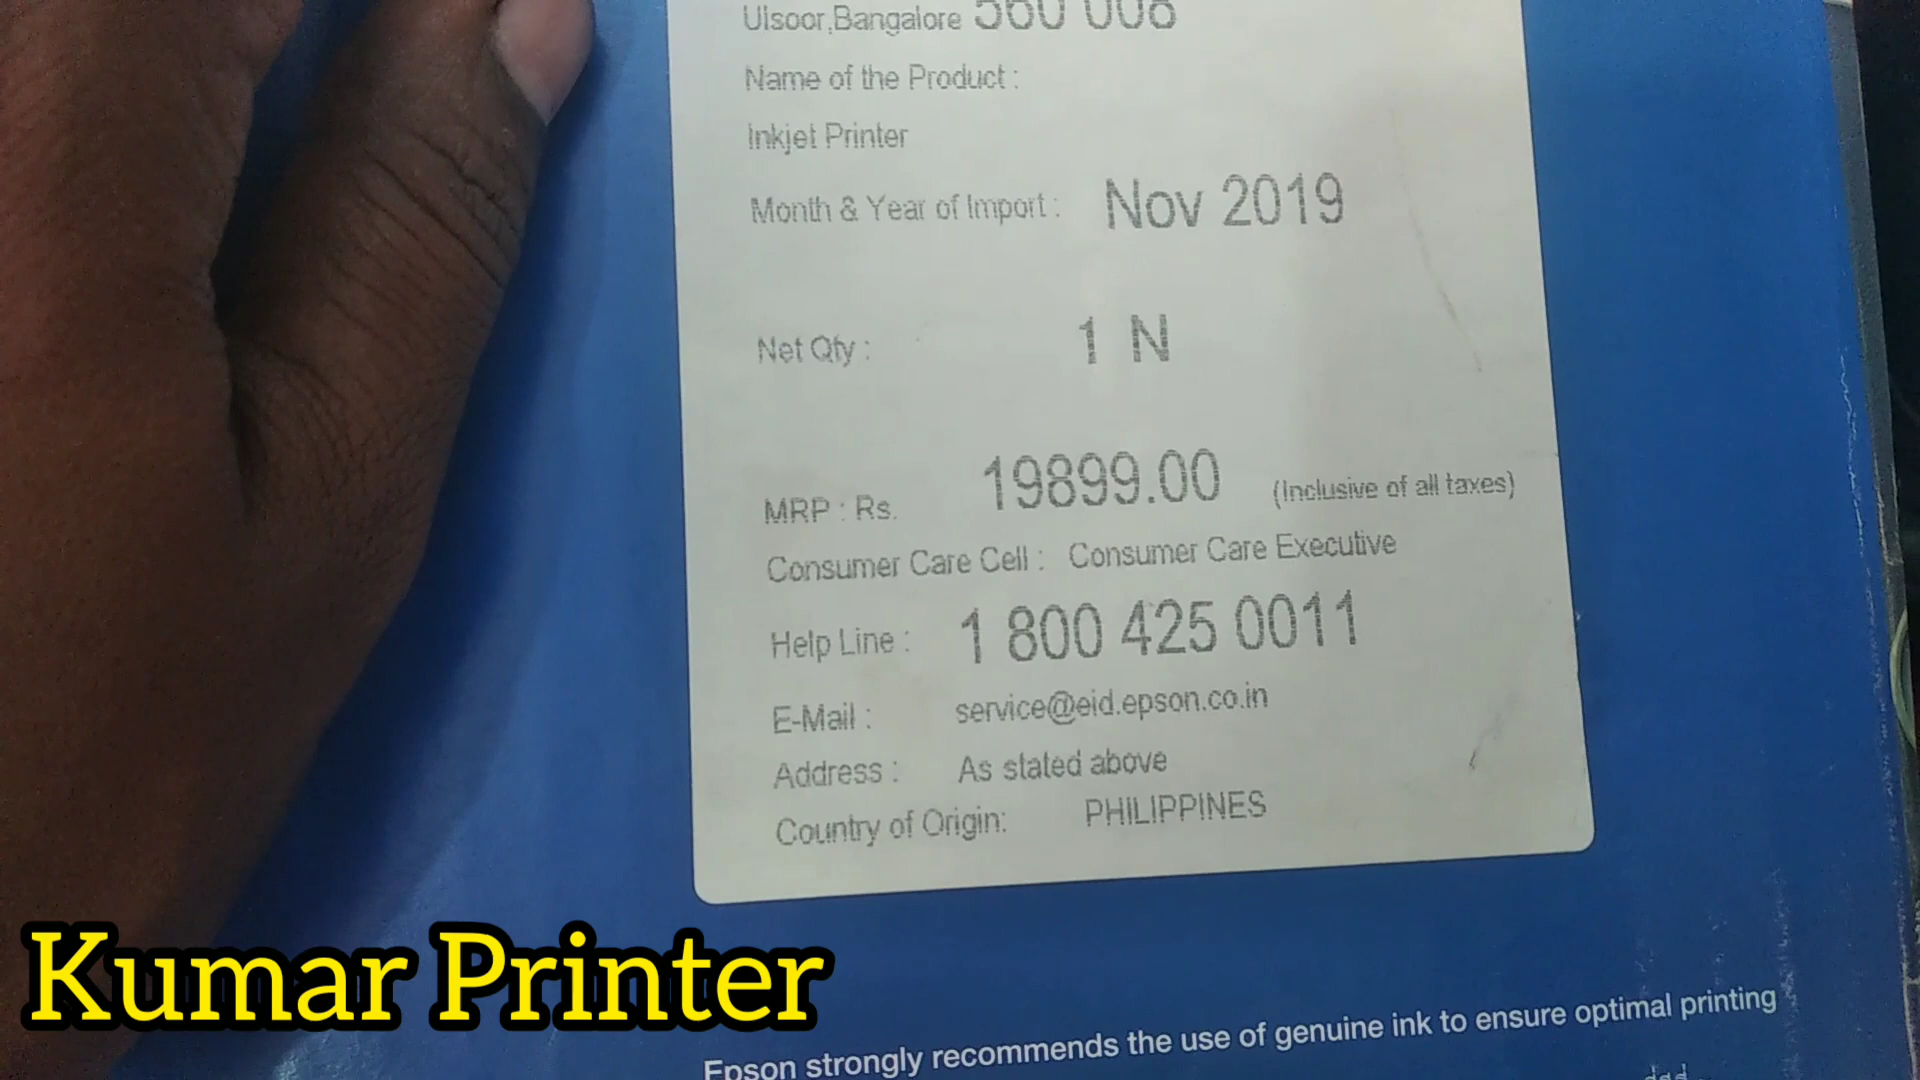 Ulsoor,Bangalore 560 008
Name of the Product :
Inkjet Printer
Month & Year of Import : Nov 2019
Net Qty : 1 N
MRP : Rs. 19899.00 (Inclusive of all taxes)
Consumer Care Cell : Consumer Care Executive
Help Line : 1 800 425 0011
E-Mail : service@eid.epson.co.in
Address : As stated above
Country of Origin: PHILIPPINES
Kumar Printer
Epson strongly recommends the use of genuine ink to ensure optimal printing